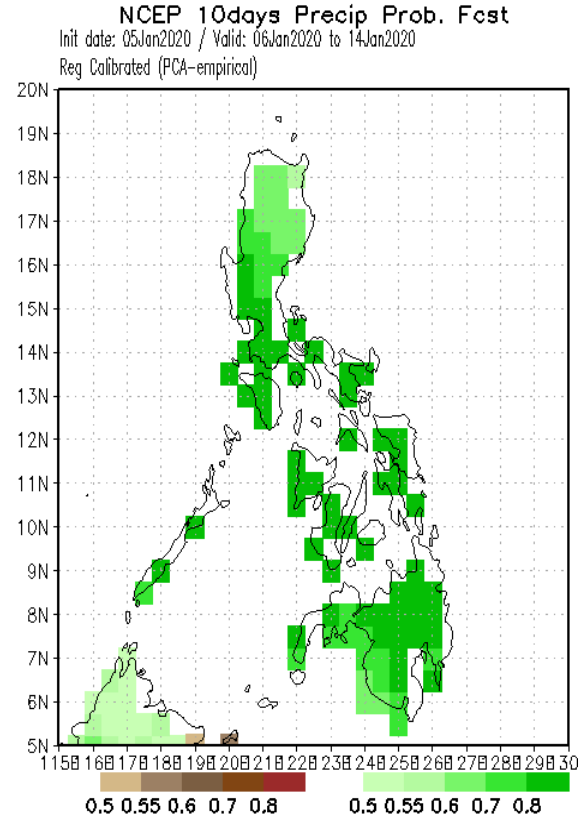 NCEP 10days Precip Prob. Fcst
Init date: 05Jan2020 / Valid: 06Jan2020 to 14Jan2020
Reg Calibrated (PCA-empirical)
20N
19N
18N
17N
16N
15N
14N
13N
12N
11N
10N
9N
8N
7N
6N
5N
115E 116E 117E 118E 119E 120E 121E 122E 123E 124E 125E 126E 127E 128E 129E 130
0.5 0.55 0.6 0.7 0.8 0.5 0.55 0.6 0.7 0.8